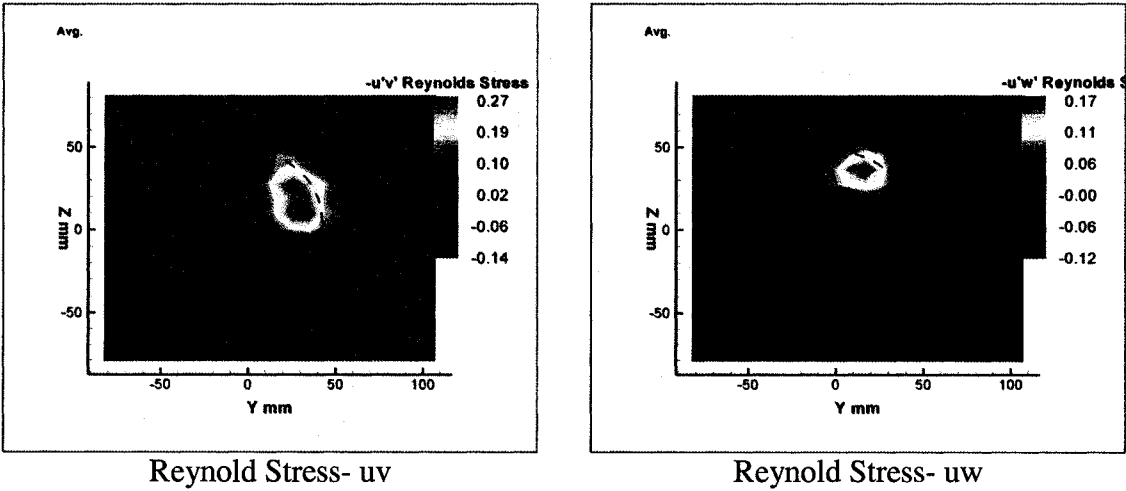 Avg.
-u'v' Reynolds Stress
0.27
0.19
0.10
0.02
-0.06
-0.14
50
0
-50
Z mm
-50 0 50 100
Y mm
Reynold Stress- uv
Avg.
-u'w' Reynolds S
0.17
0.11
0.06
-0.00
-0.06
-0.12
50
0
-50
Z mm
-50 0 50 100
Y mm
Reynold Stress- uw